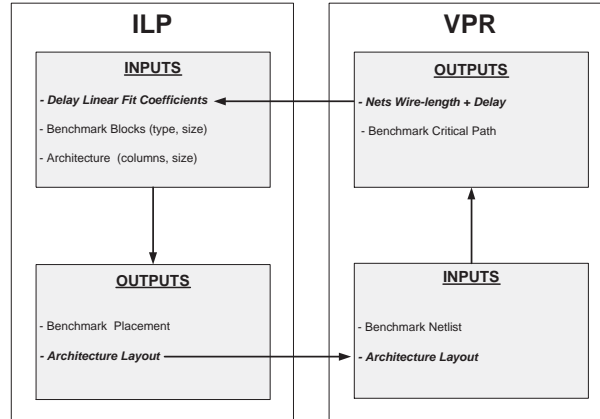 ILP
INPUTS
- Delay Linear Fit Coefficients
- Benchmark Blocks (type, size)
- Architecture (columns, size)
OUTPUTS
- Benchmark Placement
- Architecture Layout
VPR
OUTPUTS
- Nets Wire-length + Delay
- Benchmark Critical Path
INPUTS
- Benchmark Netlist
- Architecture Layout